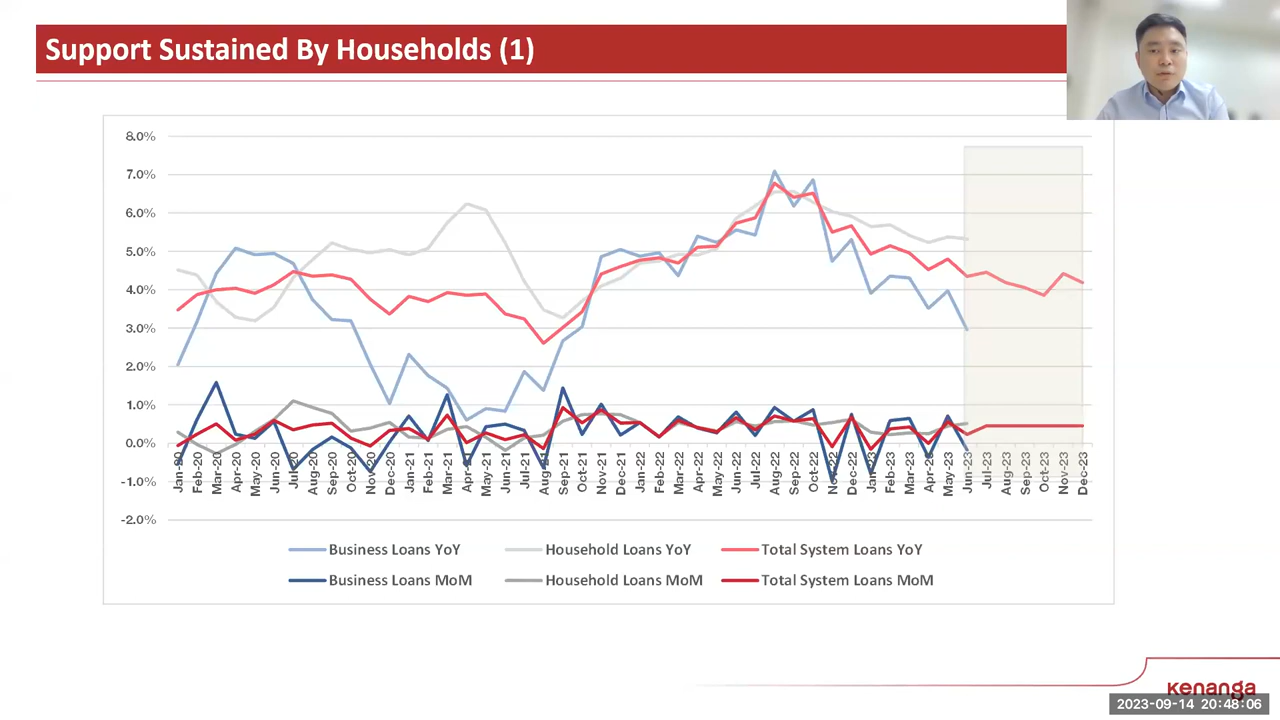 Support Sustained By Households (1)
8.0%
7.0%
6.0%
5.0%
4.0%
3.0%
2.0%
1.0%
0.0%
-1.0%
-2.0%
Jan-20 Feb-20 Mar-20 Apr-20 May-20 Jun-20 Jul-20 Aug-20 Sep-20 Oct-20 Nov-20 Dec-20 Jan-21 Feb-21 Mar-21 Apr-21 May-21 Jun-21 Jul-21 Aug-21 Sep-21 Oct-21 Nov-21 Dec-21 Jan-22 Feb-22 Mar-22 Apr-22 May-22 Jun-22 Jul-22 Aug-22 Sep-22 Oct-22 Nov-22 Dec-22 Jan-23 Feb-23 Mar-23 Apr-23 May-23 Jun-23 Jul-23 Aug-23 Sep-23 Oct-23 Nov-23 Dec-23
Business Loans YoY Household Loans YoY Total System Loans YoY
Business Loans MoM Household Loans MoM Total System Loans MoM
kenanga
2023-09-14 20:48:06